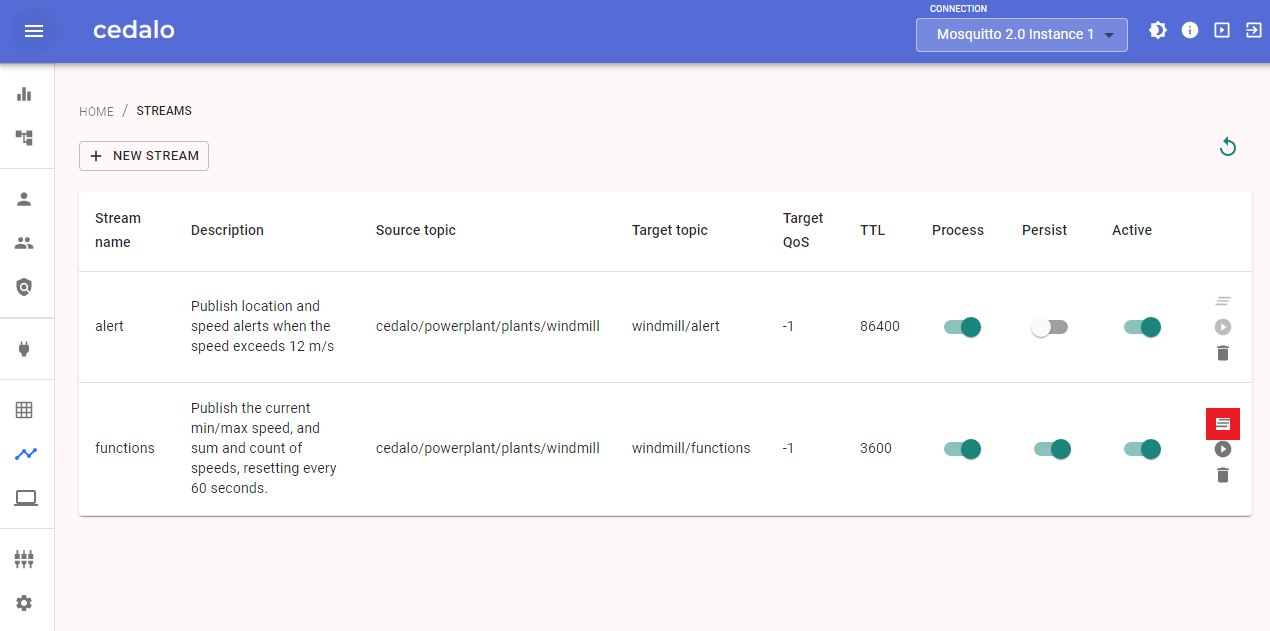 cedalo
CONNECTION
Mosquitto 2.0 Instance 1
HOME / STREAMS
+ NEW STREAM
Stream
name
Description
Source topic
Target topic
Target
QoS
TTL
Process
Persist
Active
alert
Publish location and
speed alerts when the
speed exceeds 12 m/s
cedalo/powerplant/plants/windmill
windmill/alert
-1
86400
functions
Publish the current
min/max speed, and
sum and count of
speeds, resetting every
60 seconds.
cedalo/powerplant/plants/windmill
windmill/functions
-1
3600